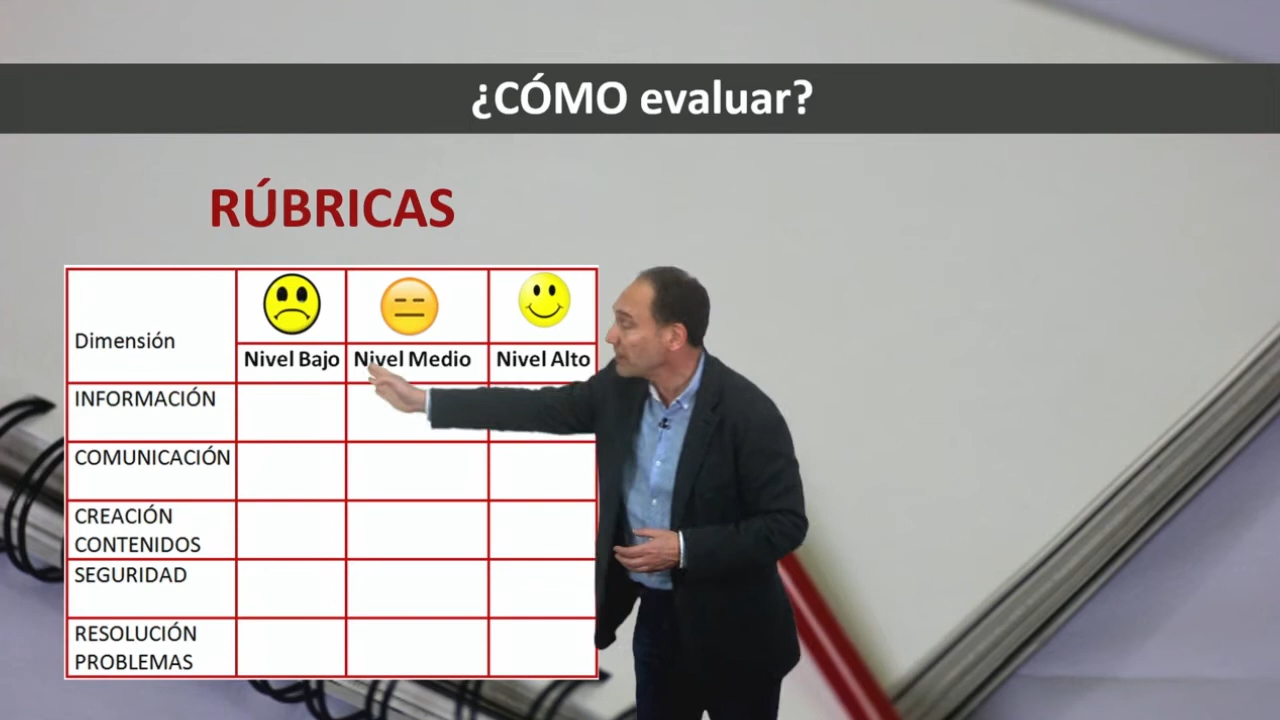 ¿CÓMO evaluar?
RÚBRICAS
Dimensión
Nivel Bajo
Nivel Medio
Nivel Alto
INFORMACIÓN
COMUNICACIÓN
CREACIÓN
CONTENIDOS
SEGURIDAD
RESOLUCIÓN
PROBLEMAS